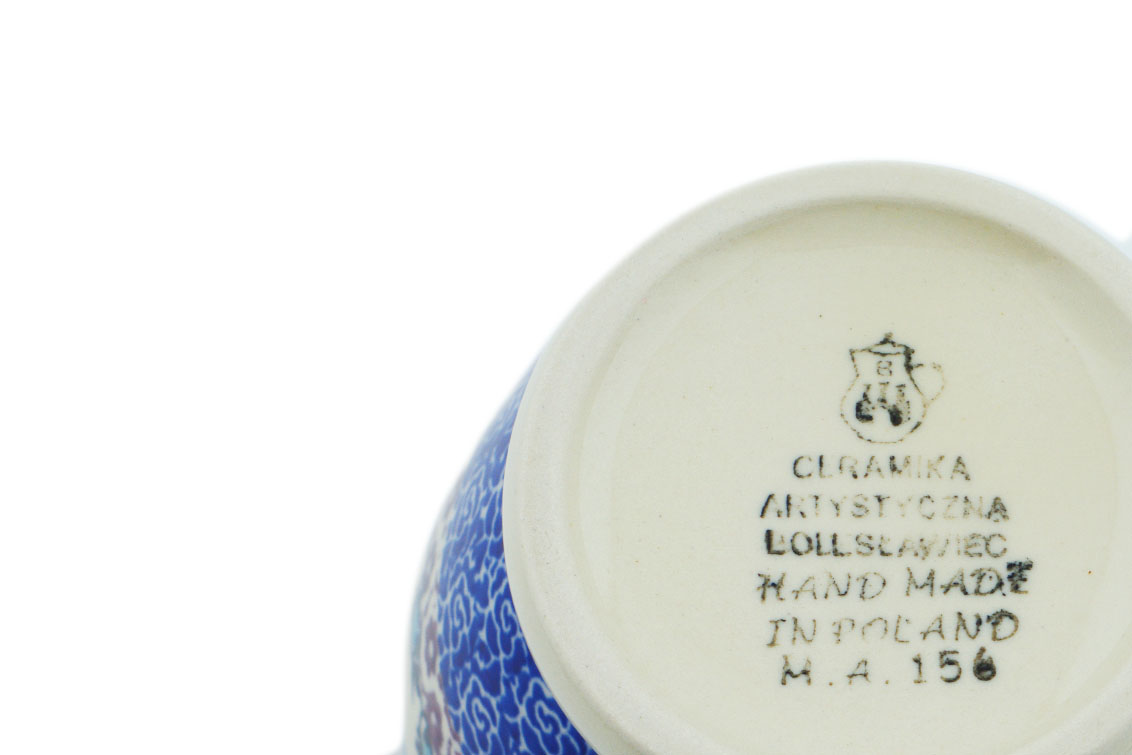 B
CERAMIKA
ARTYSTYCZNA
BOLESŁAWIEC
HAND MADE
IN POLAND
M.A.156